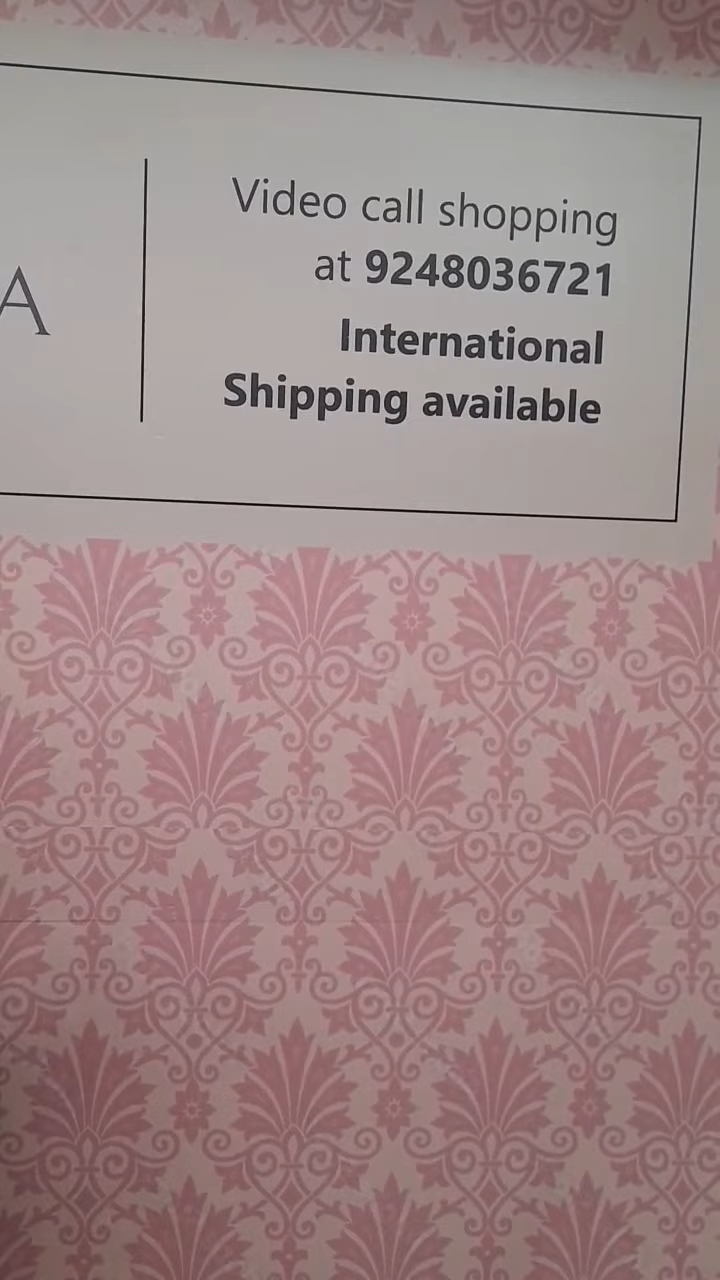 A
Video call shopping
at 9248036721
International
Shipping available